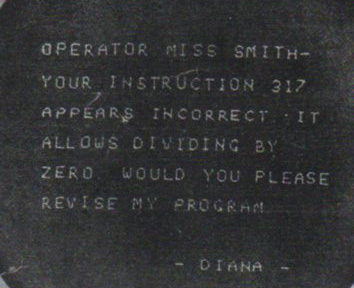 OPERATOR MISS SMITH-
YOUR INSTRUCTION 317
APPEARS INCORRECT. IT
ALLOWS DIVIDING BY
ZERO. WOULD YOU PLEASE
REVISE MY PROGRAM
- DIANA -